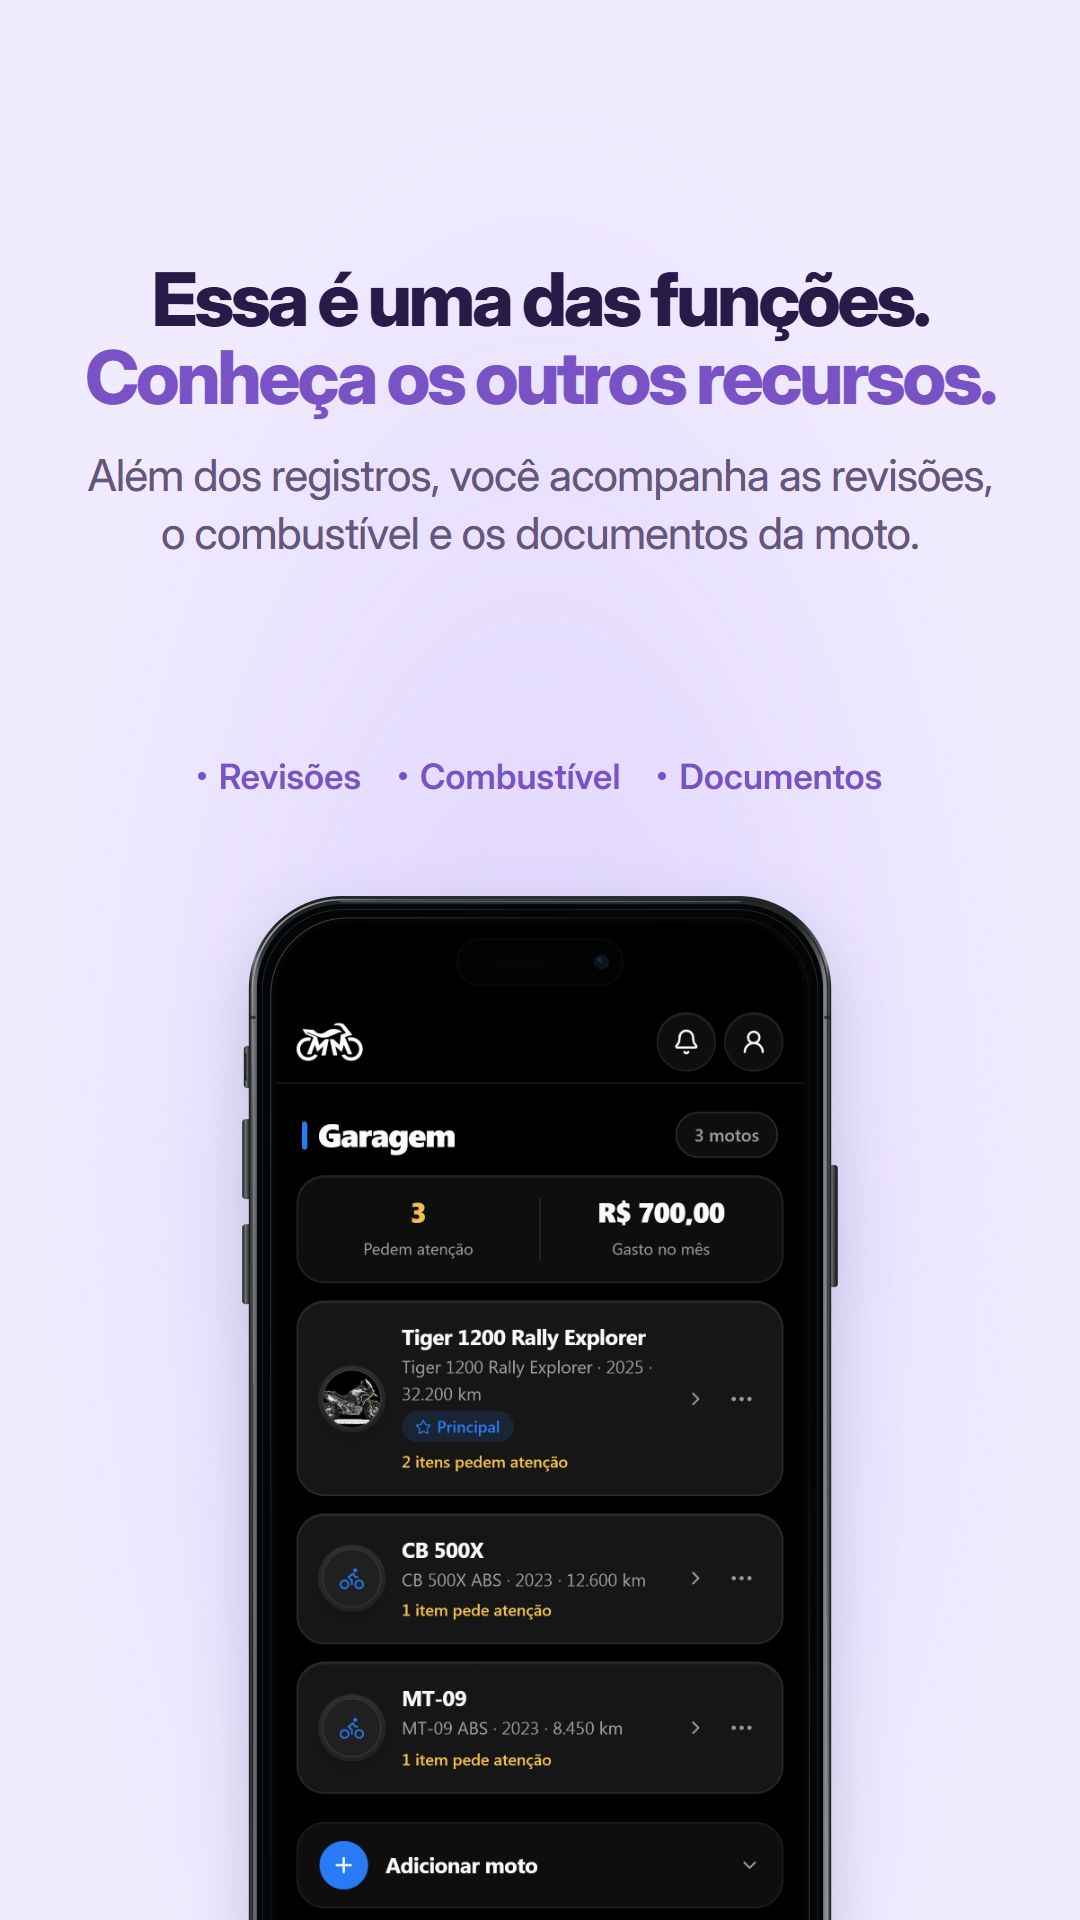 Essa é uma das funções.
Conheça os outros recursos.
Além dos registros, você acompanha as revisões,
o combustível e os documentos da moto.
• Revisões • Combustível • Documentos
MM
Garagem
3 motos
3
Pedem atenção
R$ 700,00
Gasto no mês
Tiger 1200 Rally Explorer
Tiger 1200 Rally Explorer · 2025 ·
32.200 km
Principal
2 itens pedem atenção
CB 500X
CB 500X ABS · 2023 · 12.600 km
1 item pede atenção
MT-09
MT-09 ABS · 2023 · 8.450 km
1 item pede atenção
Adicionar moto